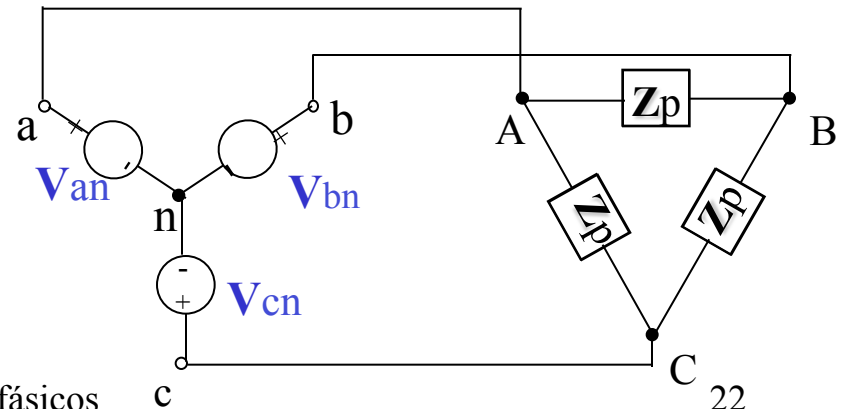 a
+
-
Van
n
b
+
-
Vbn
-
+
Vcn
c
A
Zp
B
Zp
Zp
C
fásicos
22